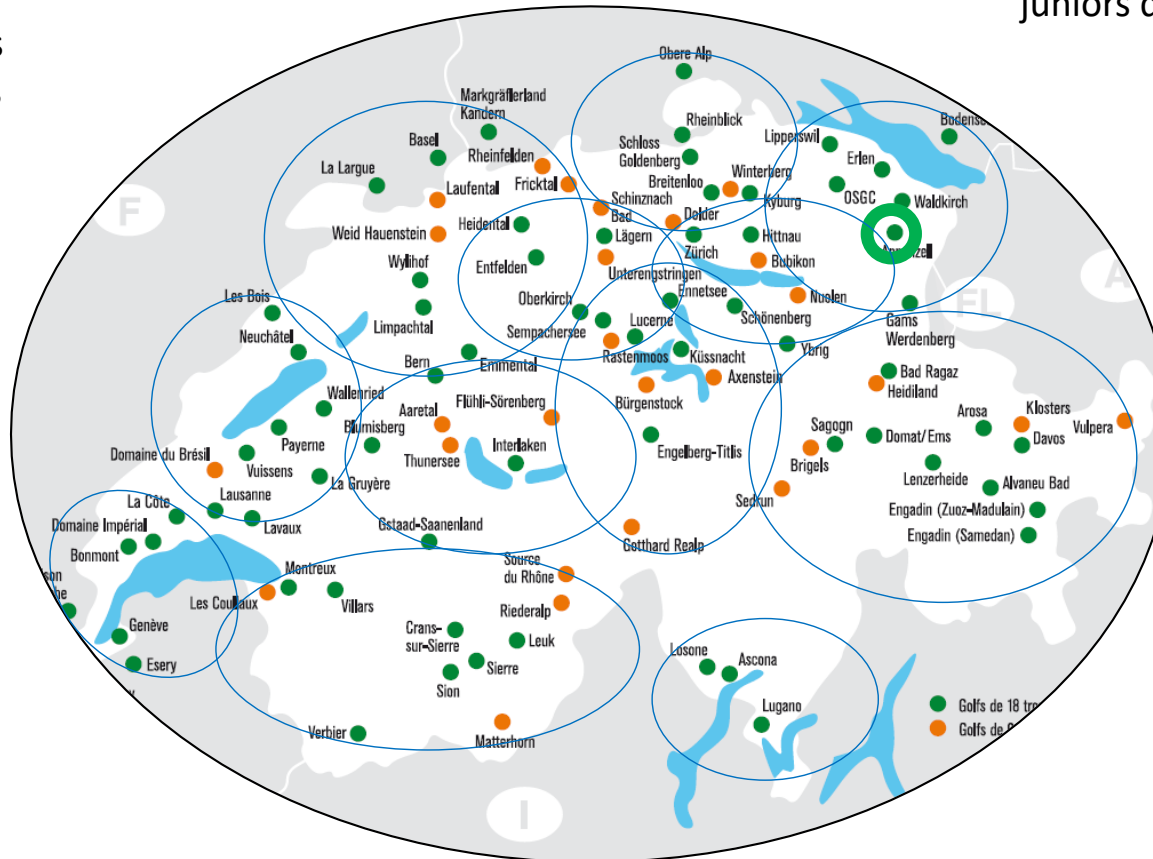 juniors d
s
Obere Alp
Markgräflerland
Kandern
Rheinblick
Basel
Lipperswil
Schloss
Goldenberg
Rheinfelden
Erlen
La Largue
Fricktal
Breitenloo
Winterberg
Laufental
Schinznach
Bad
Kyburg
OSGC
Waldkirch
F
Dolder
Heidental
Lägern
Weid Hauenstein
Zürich
Hittnau
Wylihof
Entfelden
Unterengstringen
Bubikon
A
Les Bois
Oberkirch
Ennetsee
Nuolen
FL
Limpachtal
Sempachersee
Lucerne
Schönenberg
Gams
Werdenberg
Neuchâtel
Rastenmoos
Küssnacht
Ybrig
Bern
Emmental
Axenstein
Bad Ragaz
Heidiland
Wallenried
Bürgenstock
Aaretal
Flühli-Sörenberg
Arosa
Klosters
Vulpera
Blumisberg
Sagogn
Payerne
Interlaken
Domat/Ems
Davos
Domaine du Brésil
Vuissens
Thunersee
Engelberg-Titlis
Brigels
La Gruyère
Lenzerheide
Alvaneu Bad
Lausanne
Sedrun
La Côte
Engadin (Zuoz-Madulain)
Domaine Impérial
Lavaux
Gstaad-Saanenland
Engadin (Samedan)
Bonmont
Gotthard Realp
Source
du Rhône
Montreux
son
Les Coullaux
Villars
Riederalp
Genève
Crans-
sur-Sierre
Leuk
Losone
Ascona
Esery
Sierre
Sion
Lugano
Golfs de 18 tro
Verbier
Golfs de
Matterhorn
I